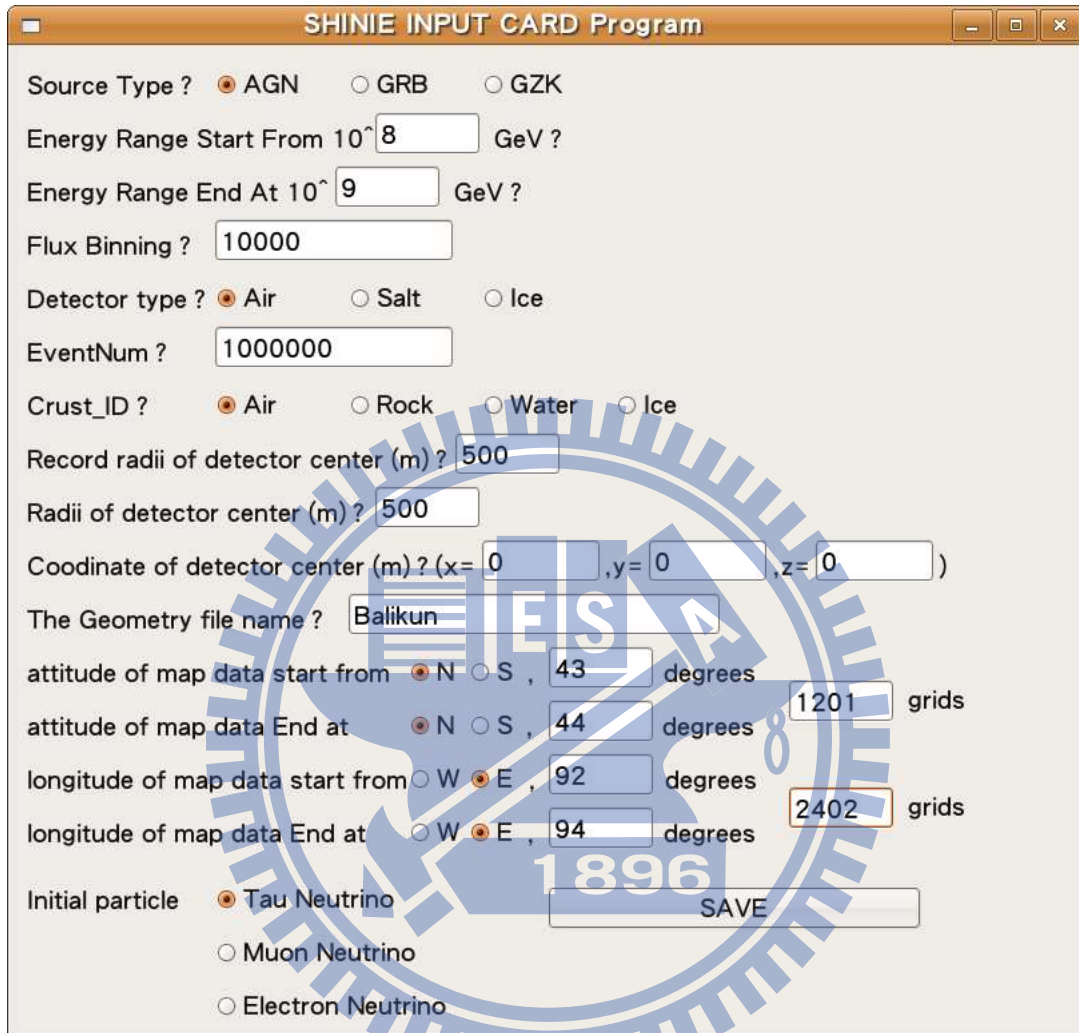 SHINIE INPUT CARD Program
Source Type ? AGN GRB GZK
Energy Range Start From 10^ 8 GeV ?
Energy Range End At 10^ 9 GeV ?
Flux Binning ? 10000
Detector type ? Air Salt Ice
EventNum ? 1000000
Crust_ID ? Air Rock Water Ice
Record radii of detector center (m) ? 500
Radii of detector center (m) ? 500
Coodinate of detector center (m) ? (x= 0 ,y= 0 ,z= 0 )
The Geometry file name ? Balikun
attitude of map data start from N S , 43 degrees
1201 grids
attitude of map data End at N S , 44 degrees
longitude of map data start from W E , 92 degrees
2402 grids
longitude of map data End at W E , 94 degrees
Initial particle Tau Neutrino SAVE
Muon Neutrino
Electron Neutrino
ESA
8
1896